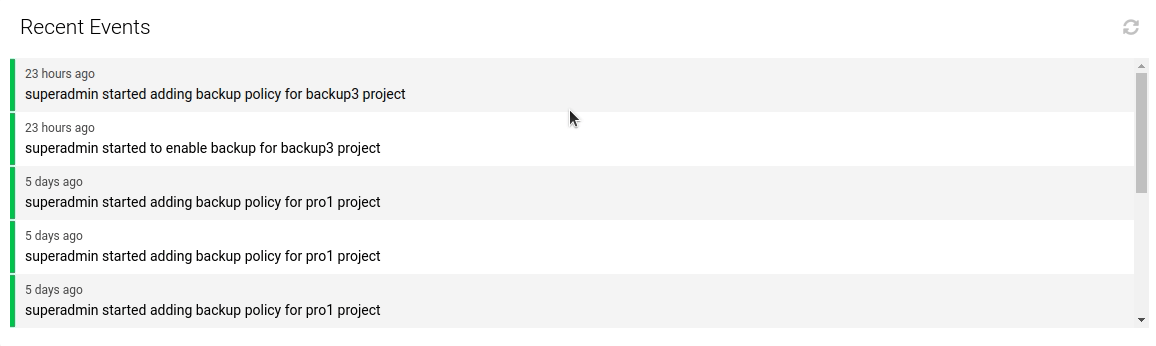 Recent Events
23 hours ago
superadmin started adding backup policy for backup3 project
23 hours ago
superadmin started to enable backup for backup3 project
5 days ago
superadmin started adding backup policy for pro1 project
5 days ago
superadmin started adding backup policy for pro1 project
5 days ago
superadmin started adding backup policy for pro1 project